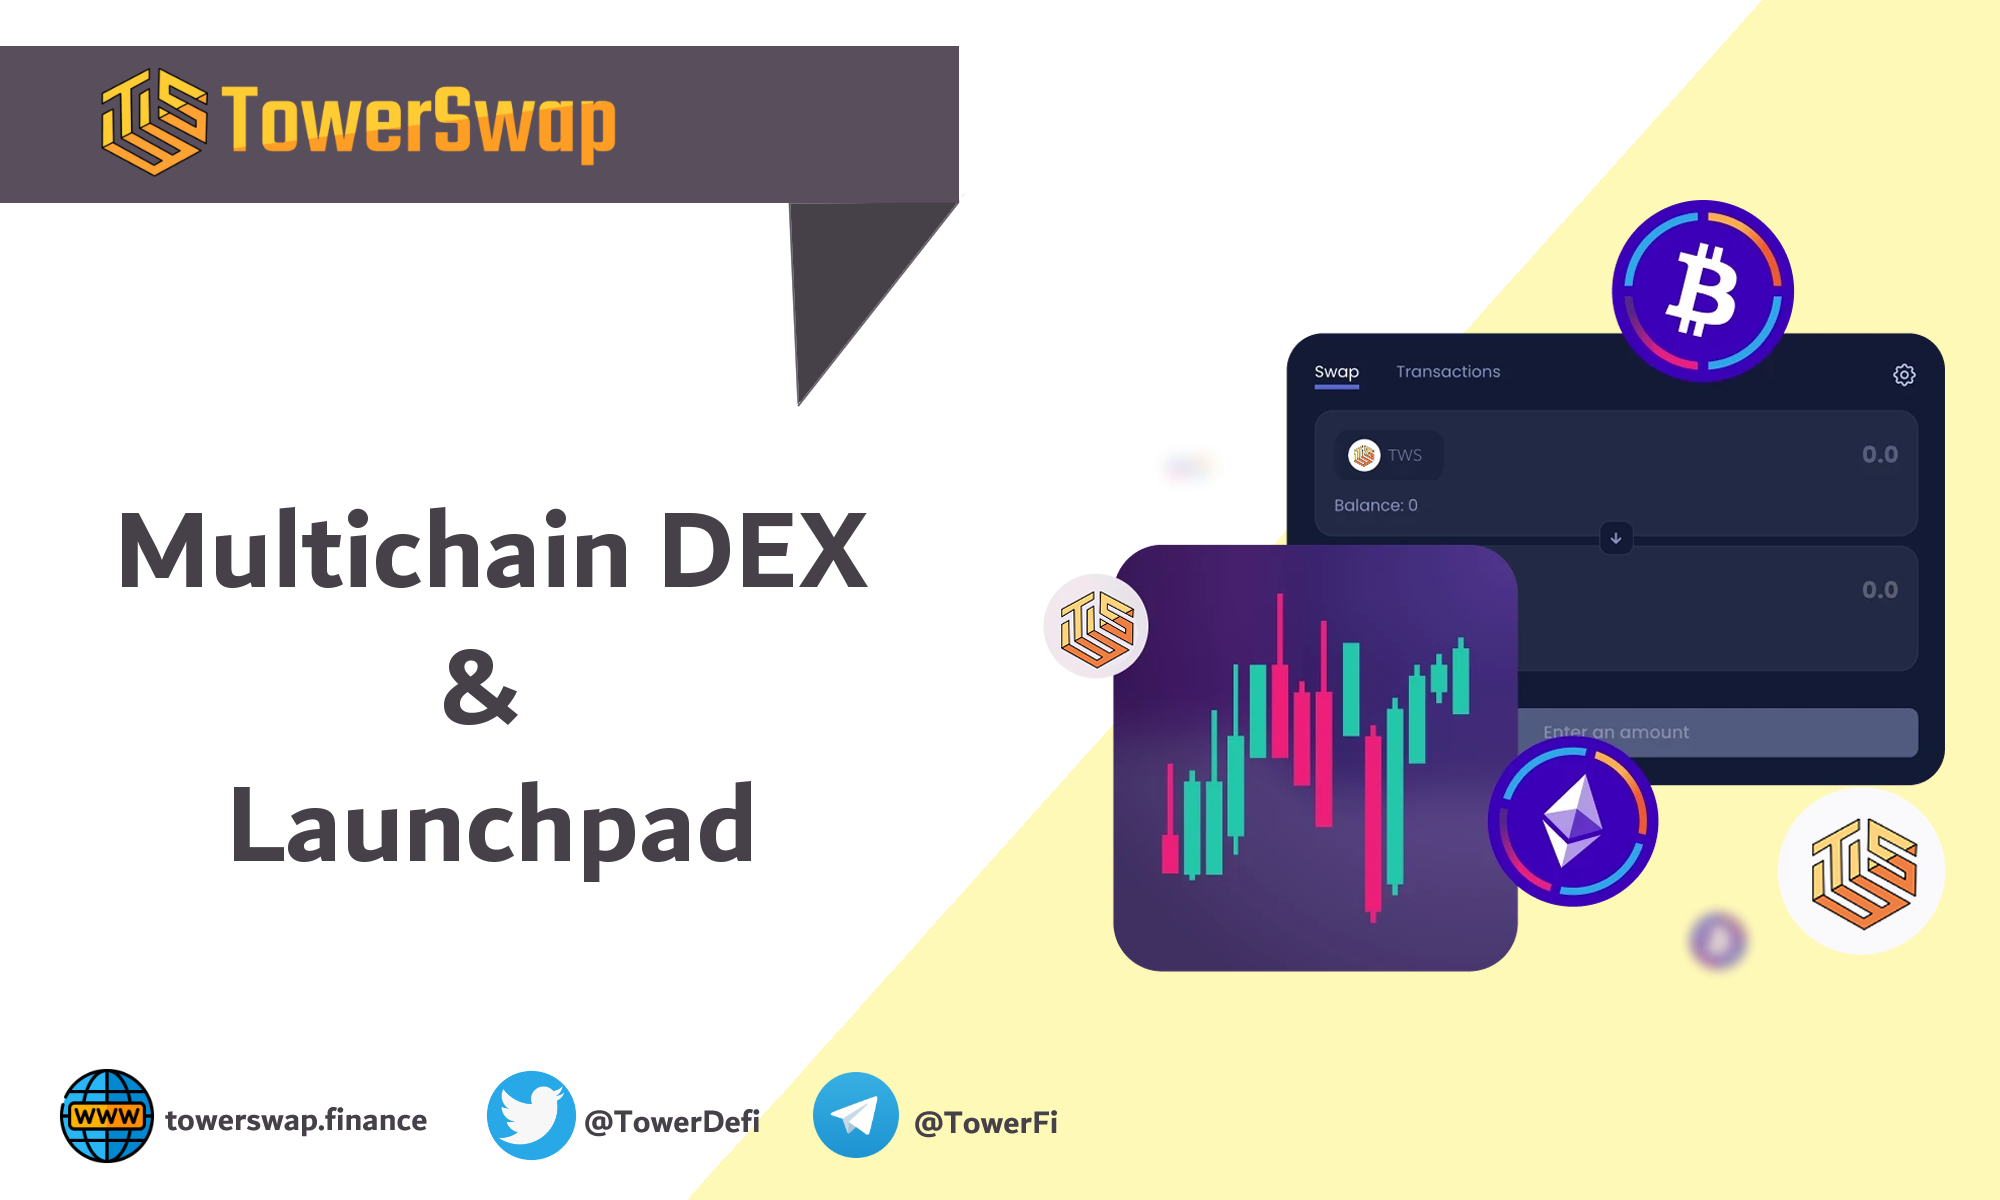 TowerSwap
Multichain DEX
&
Launchpad
Swap Transactions
TWS 0.0
Balance: 0
0.0
Enter an amount
www towerswap.finance @TowerDefi @TowerFi